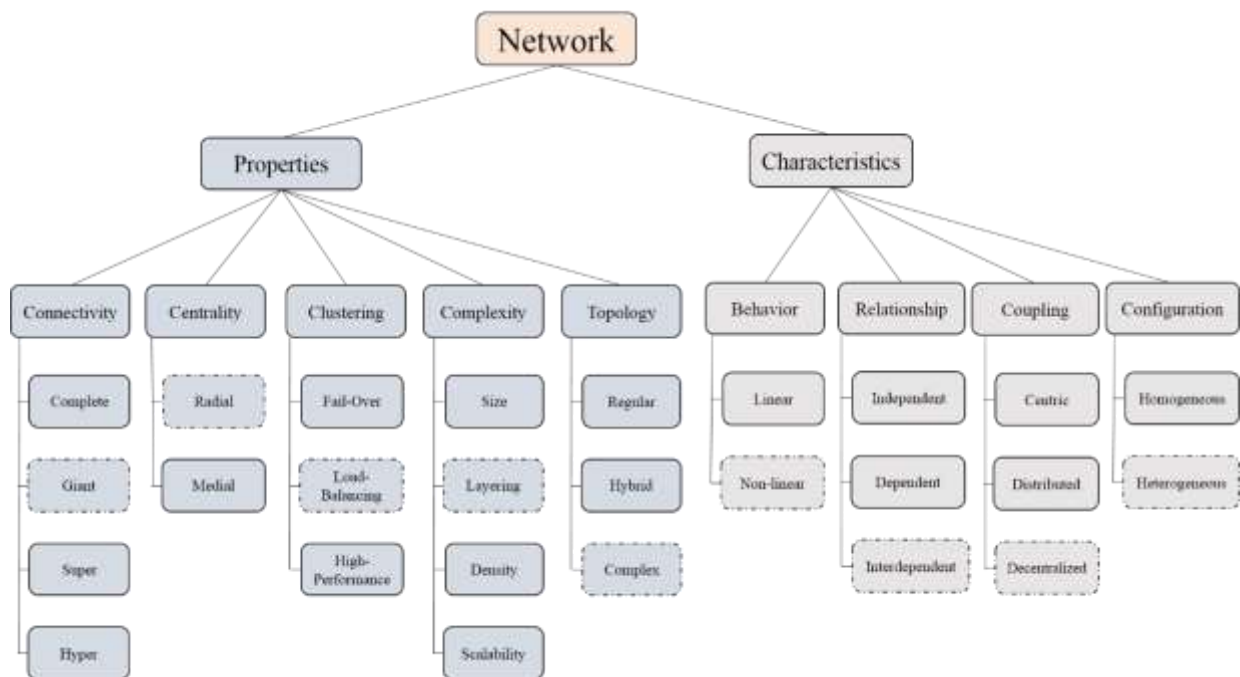 Network
Properties
Characteristics
Connectivity
Centrality
Clustering
Complexity
Topology
Behavior
Relationship
Coupling
Configuration
Complete
Radial
Fail-Over
Size
Regular
Linear
Independent
Centric
Homogeneous
Giant
Medial
Load-
Balancing
Layering
Hybrid
Non-linear
Dependent
Distributed
Heterogeneous
Super
High-
Performance
Density
Complex
Interdependent
Decentralized
Hyper
Scalability